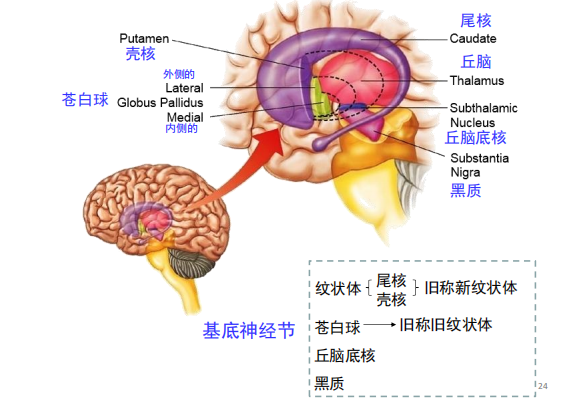 Putamen
壳核
外侧的
Lateral
苍白球 Globus Pallidus
Medial
内侧的
尾核
Caudate
丘脑
Thalamus
Subthalamic
Nucleus
丘脑底核
Substantia
Nigra
黑质
基底神经节
纹状体 { 尾核 壳核 } 旧称新纹状体
苍白球 → 旧称旧纹状体
丘脑底核
黑质
24